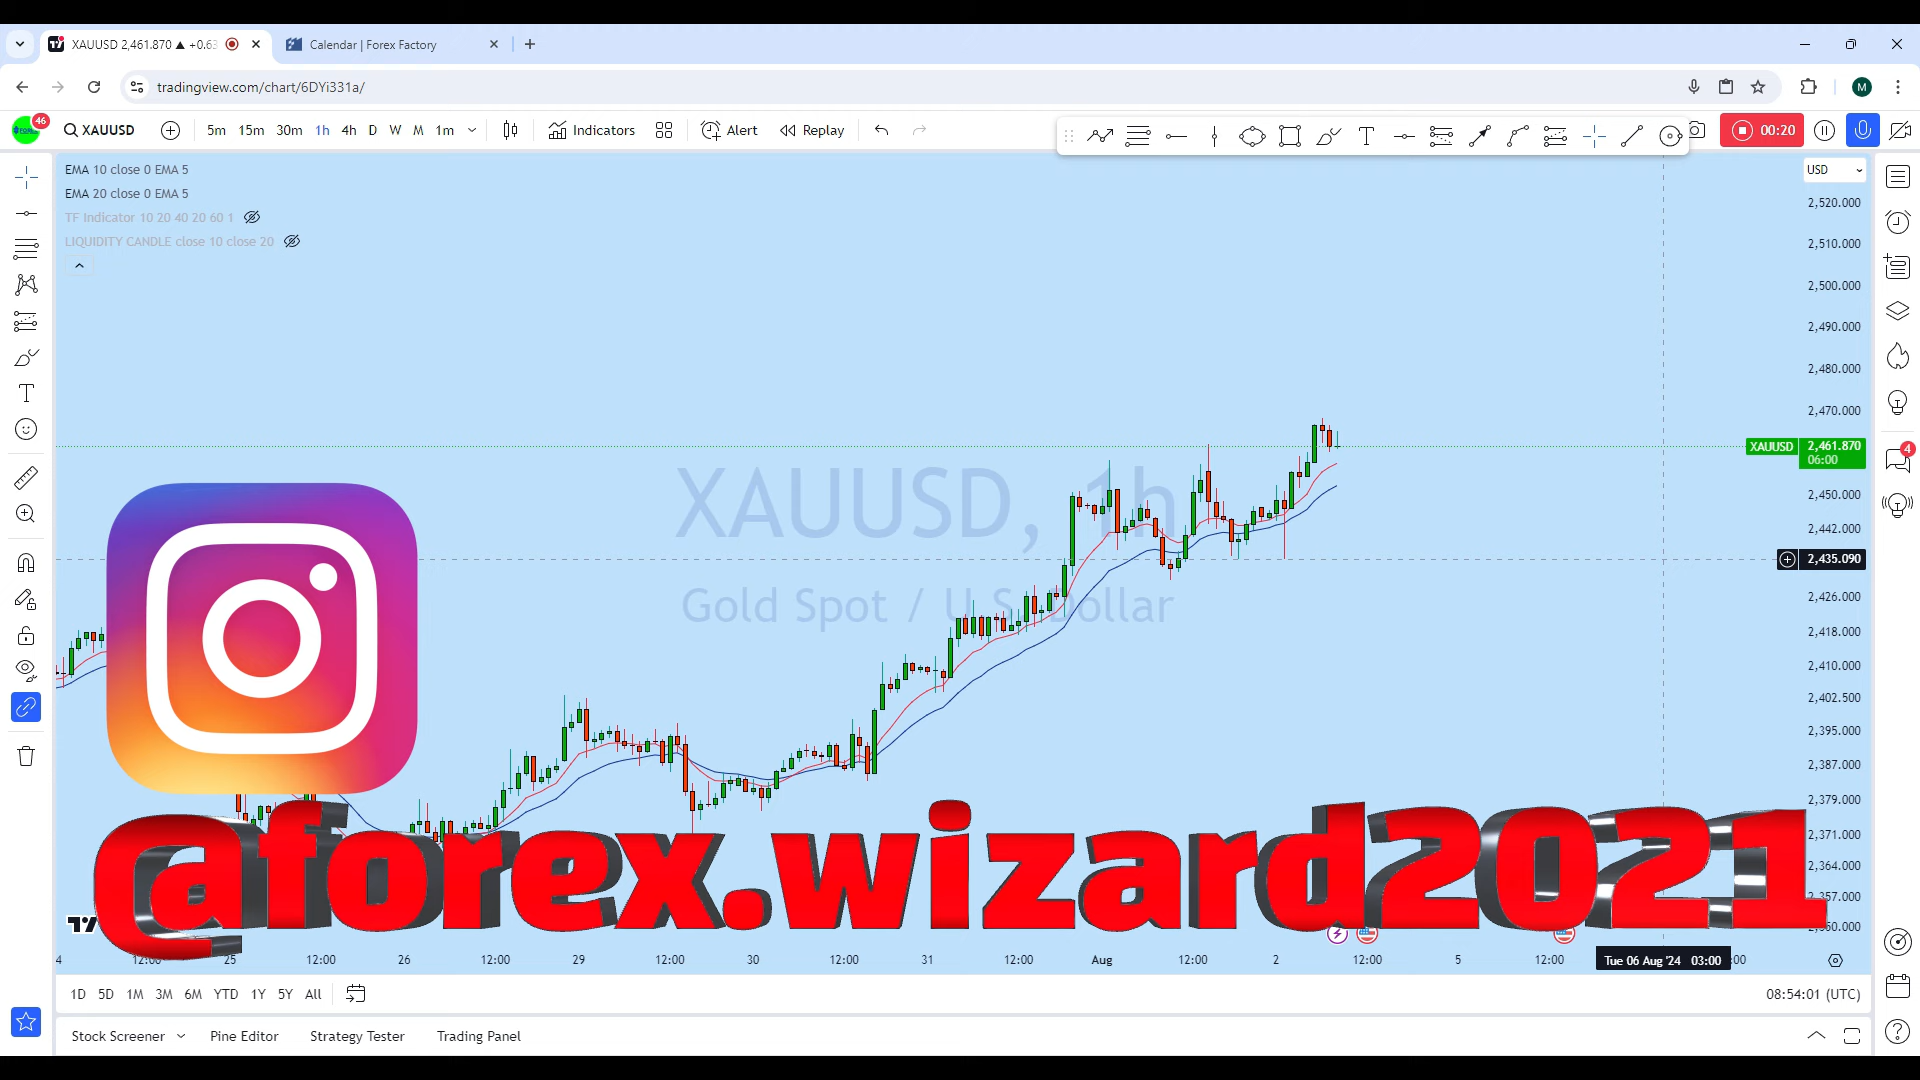 XAUUSD 2,461.870 ▲ +0.63
Calendar | Forex Factory
tradingview.com/chart/6DYi331a/
M
46
XAUUSD
5m 15m 30m 1h 4h D W M 1m
Indicators
Alert
Replay
00:20
EMA 10 close 0 EMA 5
EMA 20 close 0 EMA 5
TF Indicator 10 20 40 20 60 1
LIQUIDITY CANDLE close 10 close 20
USD
2,520.000
2,510.000
2,500.000
2,490.000
2,480.000
2,470.000
XAUUSD 2,461.870
06:00
4
2,450.000
2,442.000
2,435.090
2,426.000
2,418.000
2,410.000
2,402.500
2,395.000
2,387.000
2,379.000
2,371.000
2,364.000
XAUUSD, 1h
Gold Spot / U.S. Dollar
@forex.wizard2021
4 12:00 25 12:00 26 12:00 29 12:00 30 12:00 31 12:00 Aug 12:00 2 12:00 5 12:00 Tue 06 Aug '24 03:00 :00
1D 5D 1M 3M 6M YTD 1Y 5Y All
08:54:01 (UTC)
Stock Screener Pine Editor Strategy Tester Trading Panel